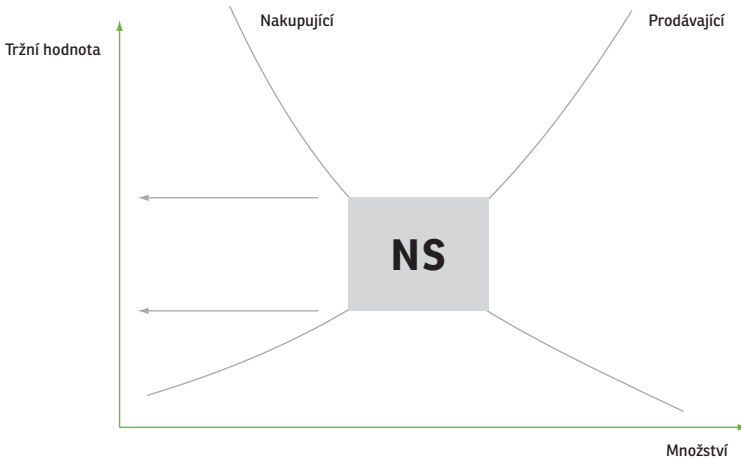 Nakupující
Prodávající
Tržní hodnota
NS
Množství